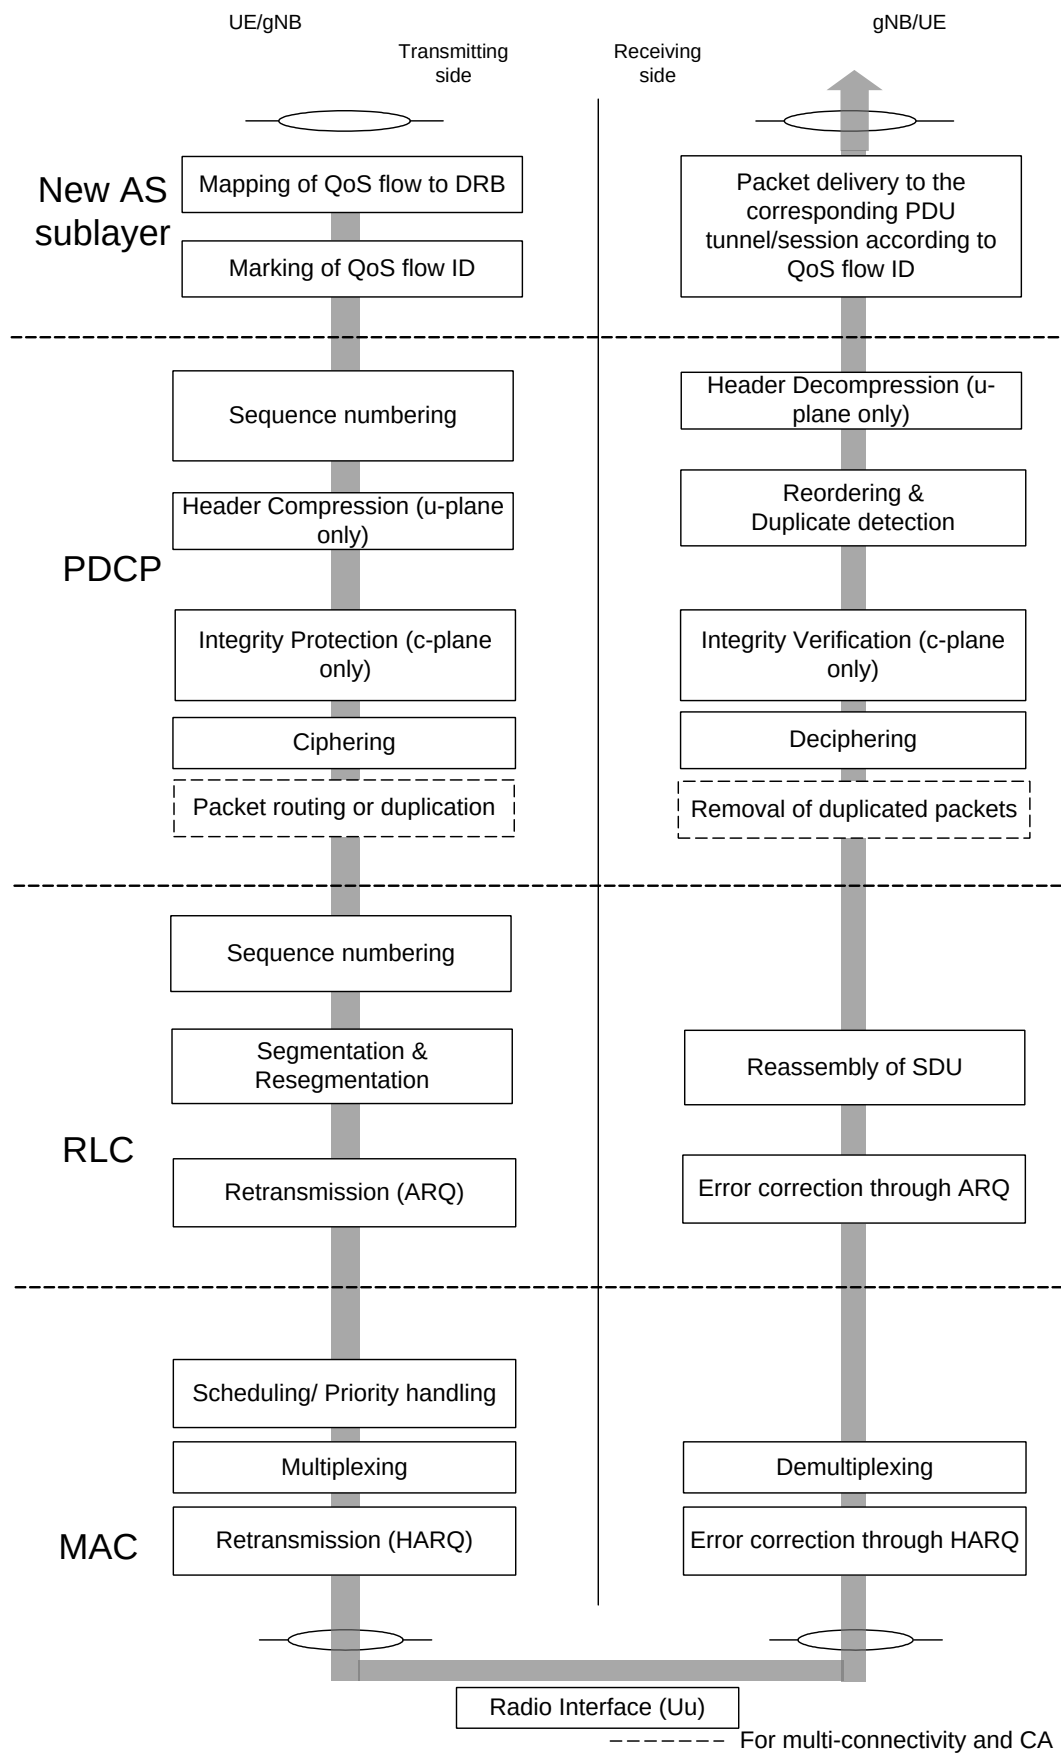 UE/gNB
gNB/UE
Transmitting
side
Receiving
side
New AS
sublayer
Mapping of QoS flow to DRB
Marking of QoS flow ID
Packet delivery to the
corresponding PDU
tunnel/session according to
QoS flow ID
PDCP
Sequence numbering
Header Compression (u-plane
only)
Integrity Protection (c-plane
only)
Ciphering
Packet routing or duplication
Header Decompression (u-
plane only)
Reordering &
Duplicate detection
Integrity Verification (c-plane
only)
Deciphering
Removal of duplicated packets
RLC
Sequence numbering
Segmentation &
Resegmentation
Retransmission (ARQ)
Reassembly of SDU
Error correction through ARQ
MAC
Scheduling/ Priority handling
Multiplexing
Retransmission (HARQ)
Demultiplexing
Error correction through HARQ
Radio Interface (Uu)
For multi-connectivity and CA